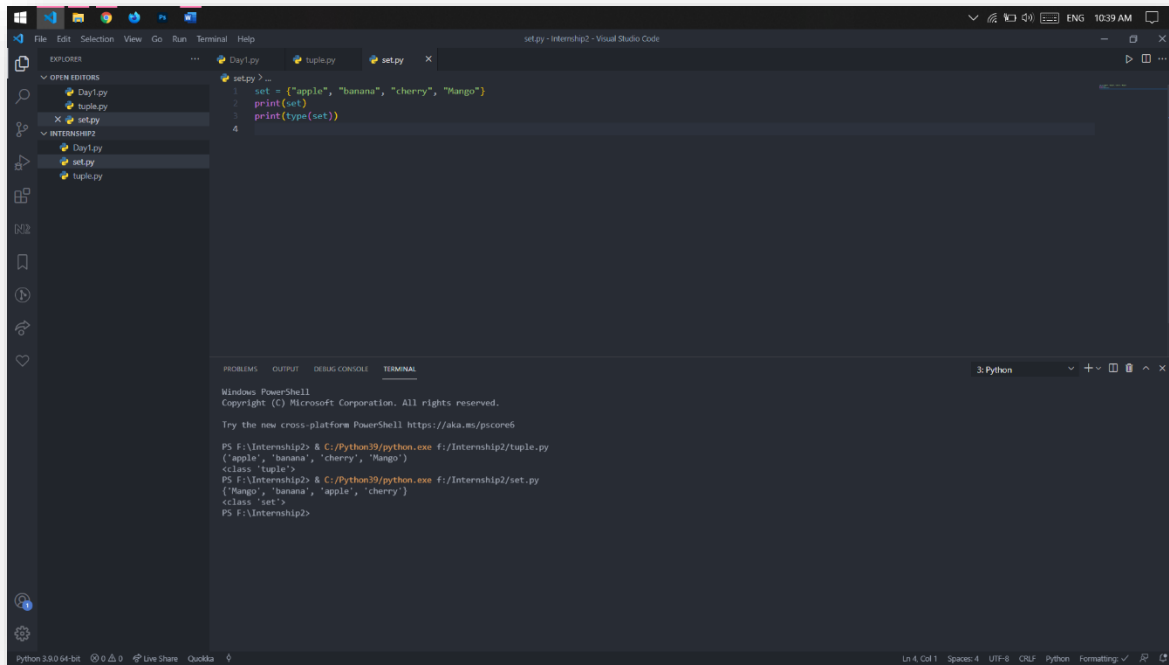 ENG 10:39 AM
File Edit Selection View Go Run Terminal Help
set.py - Internship2 - Visual Studio Code
EXPLORER
Day1.py tuple.py set.py
OPEN EDITORS
Day1.py
tuple.py
set.py
INTERNSHIP2
Day1.py
set.py
tuple.py
set.py > ...
1 set = {"apple", "banana", "cherry", "Mango"}
2 print(set)
3 print(type(set))
4
PROBLEMS OUTPUT DEBUG CONSOLE TERMINAL
3: Python
Windows PowerShell
Copyright (C) Microsoft Corporation. All rights reserved.
Try the new cross-platform PowerShell https://aka.ms/pscore6
PS F:\Internship2> & C:/Python39/python.exe f:/Internship2/tuple.py
('apple', 'banana', 'cherry', 'Mango')
<class 'tuple'>
PS F:\Internship2> & C:/Python39/python.exe f:/Internship2/set.py
{'Mango', 'banana', 'apple', 'cherry'}
<class 'set'>
PS F:\Internship2>
Python 3.9.0 64-bit 0 0 Live Share Quokka
Ln 4, Col 1 Spaces: 4 UTF-8 CRLF Python Formatting: ✓